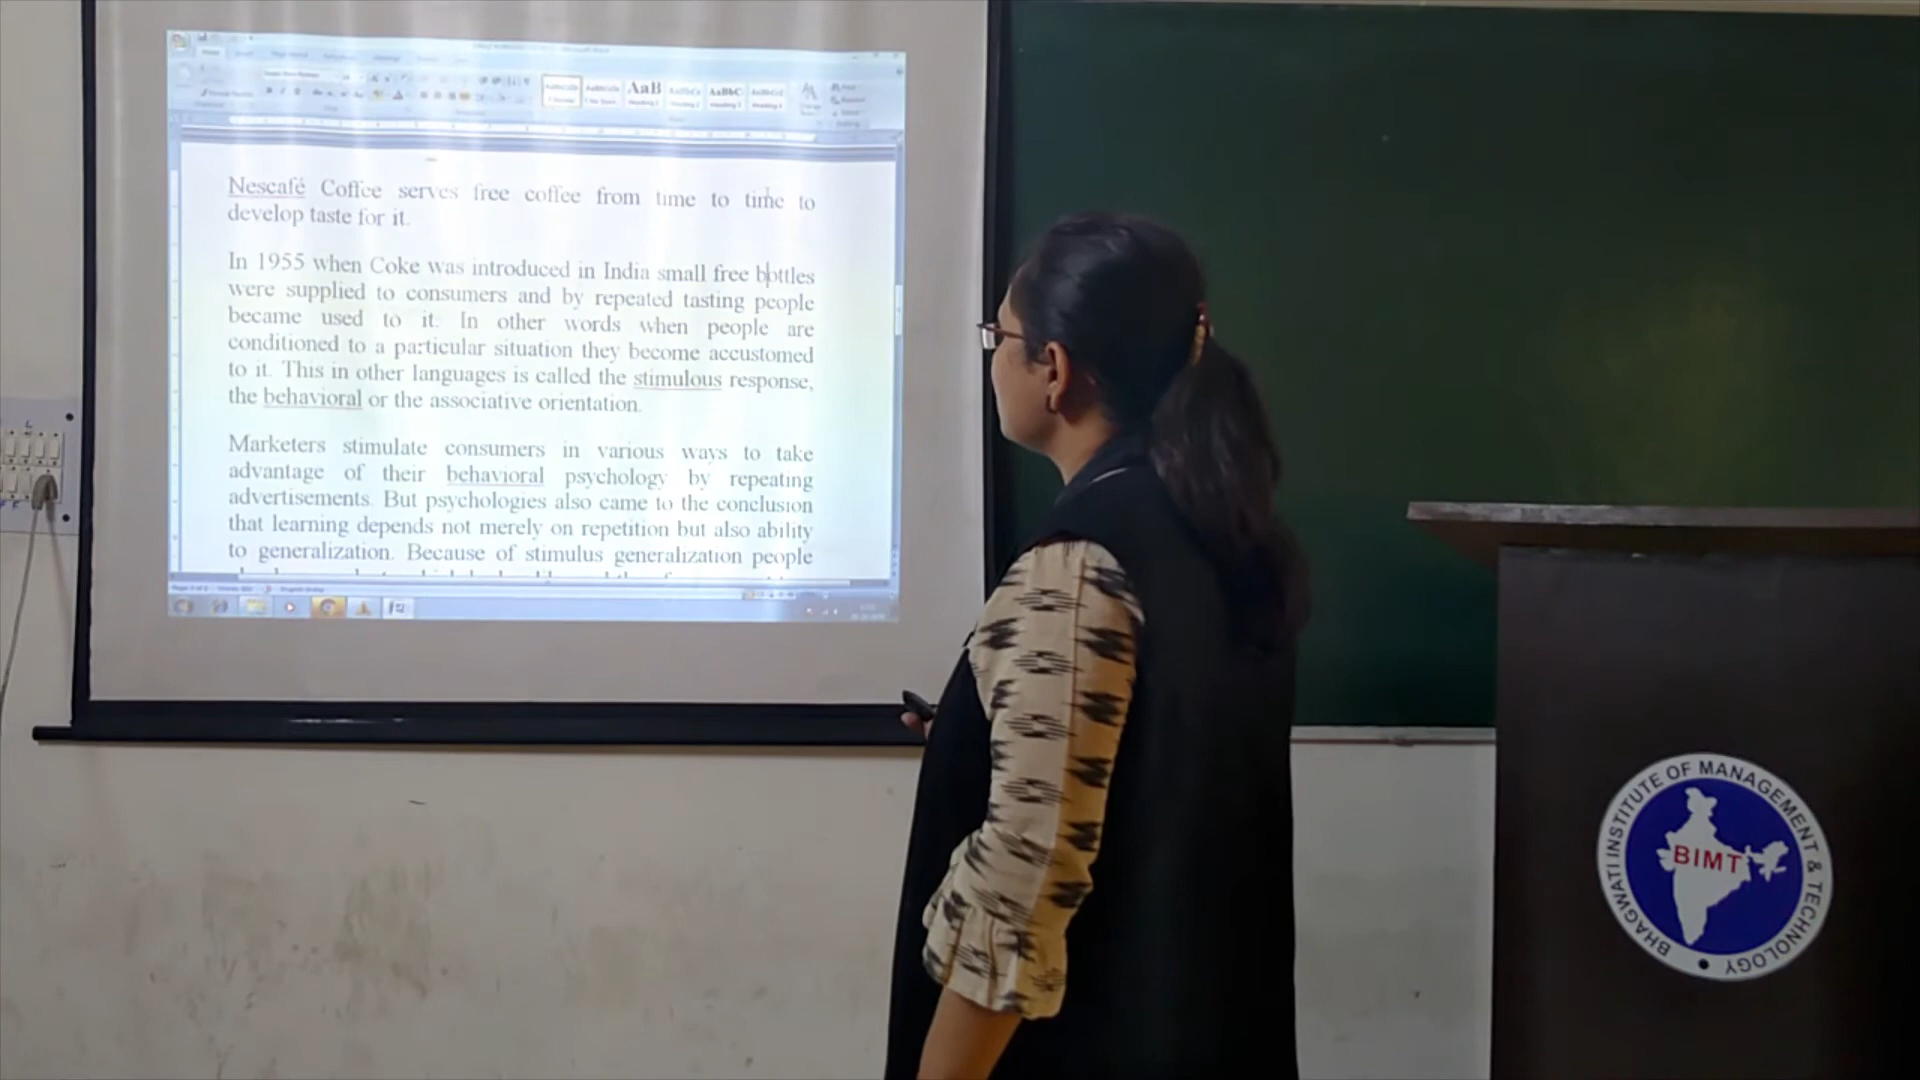 AaB
AaBbC
Nescafé Coffee serves free coffee from time to time to
develop taste for it.
In 1955 when Coke was introduced in India small free bottles
were supplied to consumers and by repeated tasting people
became used to it. In other words when people are
conditioned to a particular situation they become accustomed
to it. This in other languages is called the stimulous response,
the behavioral or the associative orientation.
Marketers stimulate consumers in various ways to take
advantage of their behavioral psychology by repeating
advertisements. But psychologies also came to the conclusion
that learning depends not merely on repetition but also ability
to generalization. Because of stimulus generalization people
BHAGWATI INSTITUTE OF MANAGEMENT & TECHNOLOGY
BIMT